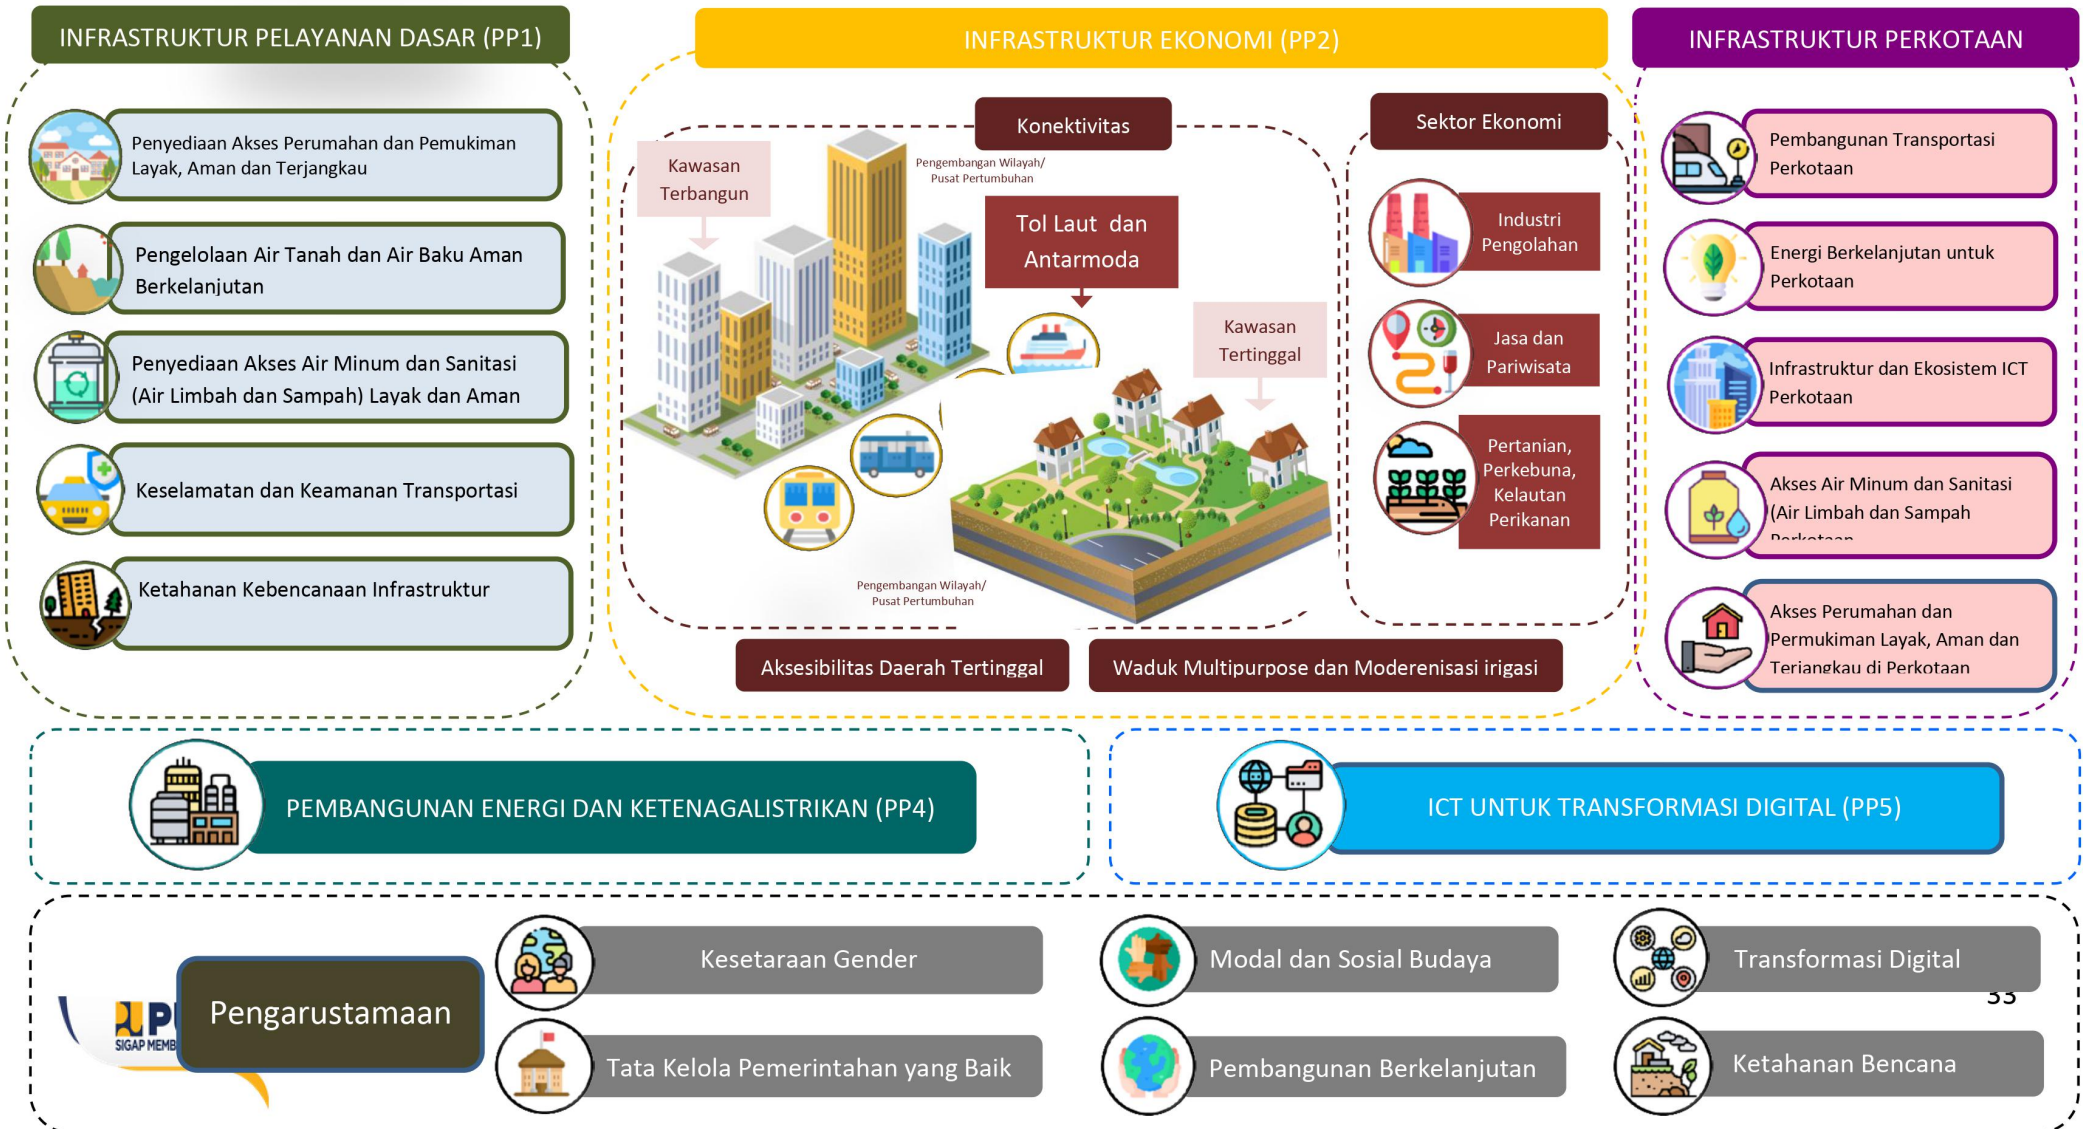 INFRASTRUKTUR PELAYANAN DASAR (PP1)
Penyediaan Akses Perumahan dan Pemukiman
Layak, Aman dan Terjangkau
Pengelolaan Air Tanah dan Air Baku Aman
Berkelanjutan
Penyediaan Akses Air Minum dan Sanitasi
(Air Limbah dan Sampah) Layak dan Aman
Keselamatan dan Keamanan Transportasi
Ketahanan Kebencanaan Infrastruktur
INFRASTRUKTUR EKONOMI (PP2)
Konektivitas
Kawasan
Terbangun
Pengembangan Wilayah/
Pusat Pertumbuhan
Tol Laut dan
Antarmoda
Kawasan
Tertinggal
Pengembangan Wilayah/
Pusat Pertumbuhan
Sektor Ekonomi
Industri
Pengolahan
Jasa dan
Pariwisata
Pertanian,
Perkebuna,
Kelautan
Perikanan
Aksesibilitas Daerah Tertinggal
Waduk Multipurpose dan Moderenisasi irigasi
INFRASTRUKTUR PERKOTAAN
Pembangunan Transportasi
Perkotaan
Energi Berkelanjutan untuk
Perkotaan
Infrastruktur dan Ekosistem ICT
Perkotaan
Akses Air Minum dan Sanitasi
(Air Limbah dan Sampah
Perkotaan
Akses Perumahan dan
Permukiman Layak, Aman dan
Terjangkau di Perkotaan
PEMBANGUNAN ENERGI DAN KETENAGALISTRIKAN (PP4)
ICT UNTUK TRANSFORMASI DIGITAL (PP5)
Pengarustamaan
SIGAP MEMB
Kesetaraan Gender
Modal dan Sosial Budaya
Transformasi Digital
33
Tata Kelola Pemerintahan yang Baik
Pembangunan Berkelanjutan
Ketahanan Bencana